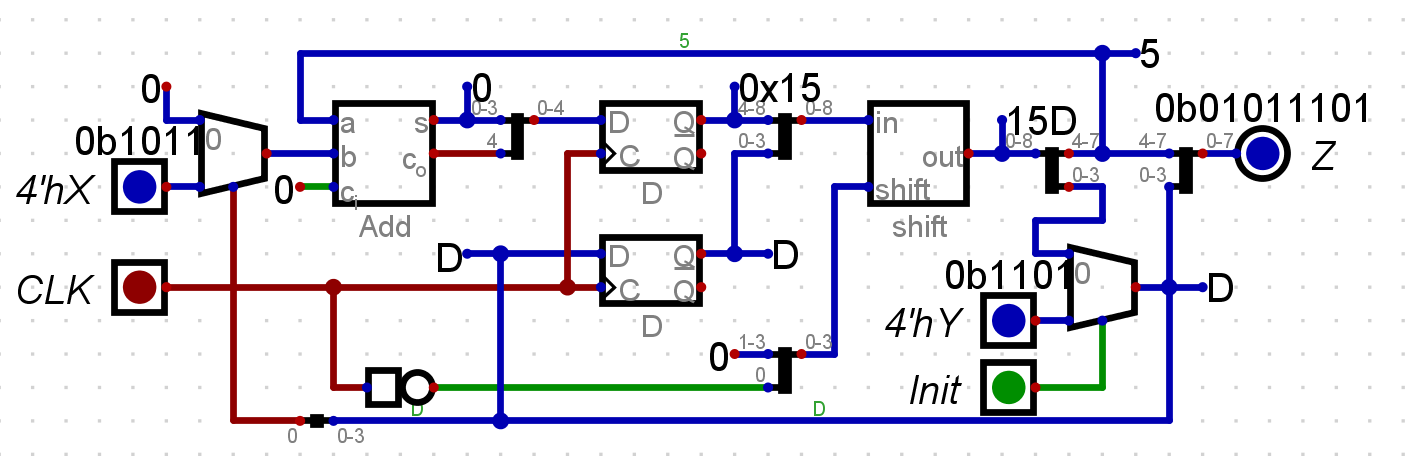 5
5
0
0
0x15
0b01011101
0-3
0-4
4-8
0-8
0b1011
0
a
s
D
Q
in
15D
0-8
4-7
4-7
0-7
Z
4
0-3
b
c
o
C
Q
out
0-3
0-3
4'hX
0
c
i
shift
Add
D
shift
D
D
Q
D
0b1101
0
D
CLK
C
Q
4'hY
D
0
1-3
0-3
0
Init
D
D
0
0-3